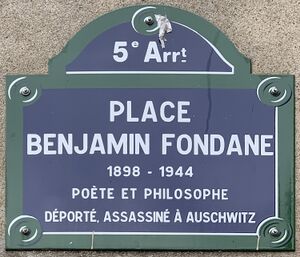 5e Arrt
PLACE
BENJAMIN FONDANE
1898 - 1944
POÈTE ET PHILOSOPHE
DÉPORTÉ, ASSASSINÉ À AUSCHWITZ